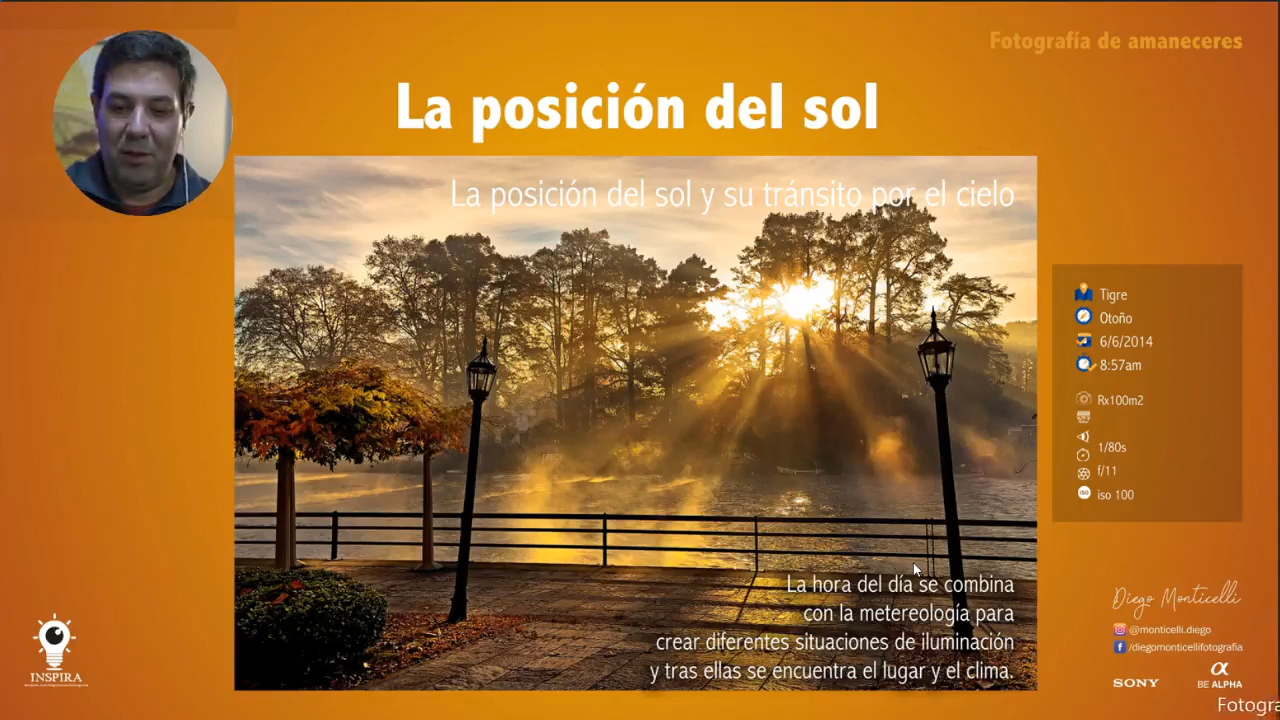 Fotografía de amaneceres
La posición del sol
La posición del sol y su tránsito por el cielo
Tigre
Otoño
6/6/2014
8:57am
Rx100m2
1/80s
f/11
ISO
iso 100
La hora del día se combina
con la metereología para
crear diferentes situaciones de iluminación
y tras ellas se encuentra el lugar y el clima.
Diego Monticelli
@monticelli.diego
/diegomonticellifotografia
SONY
α
BE ALPHA
INSPIRA
Fotogra